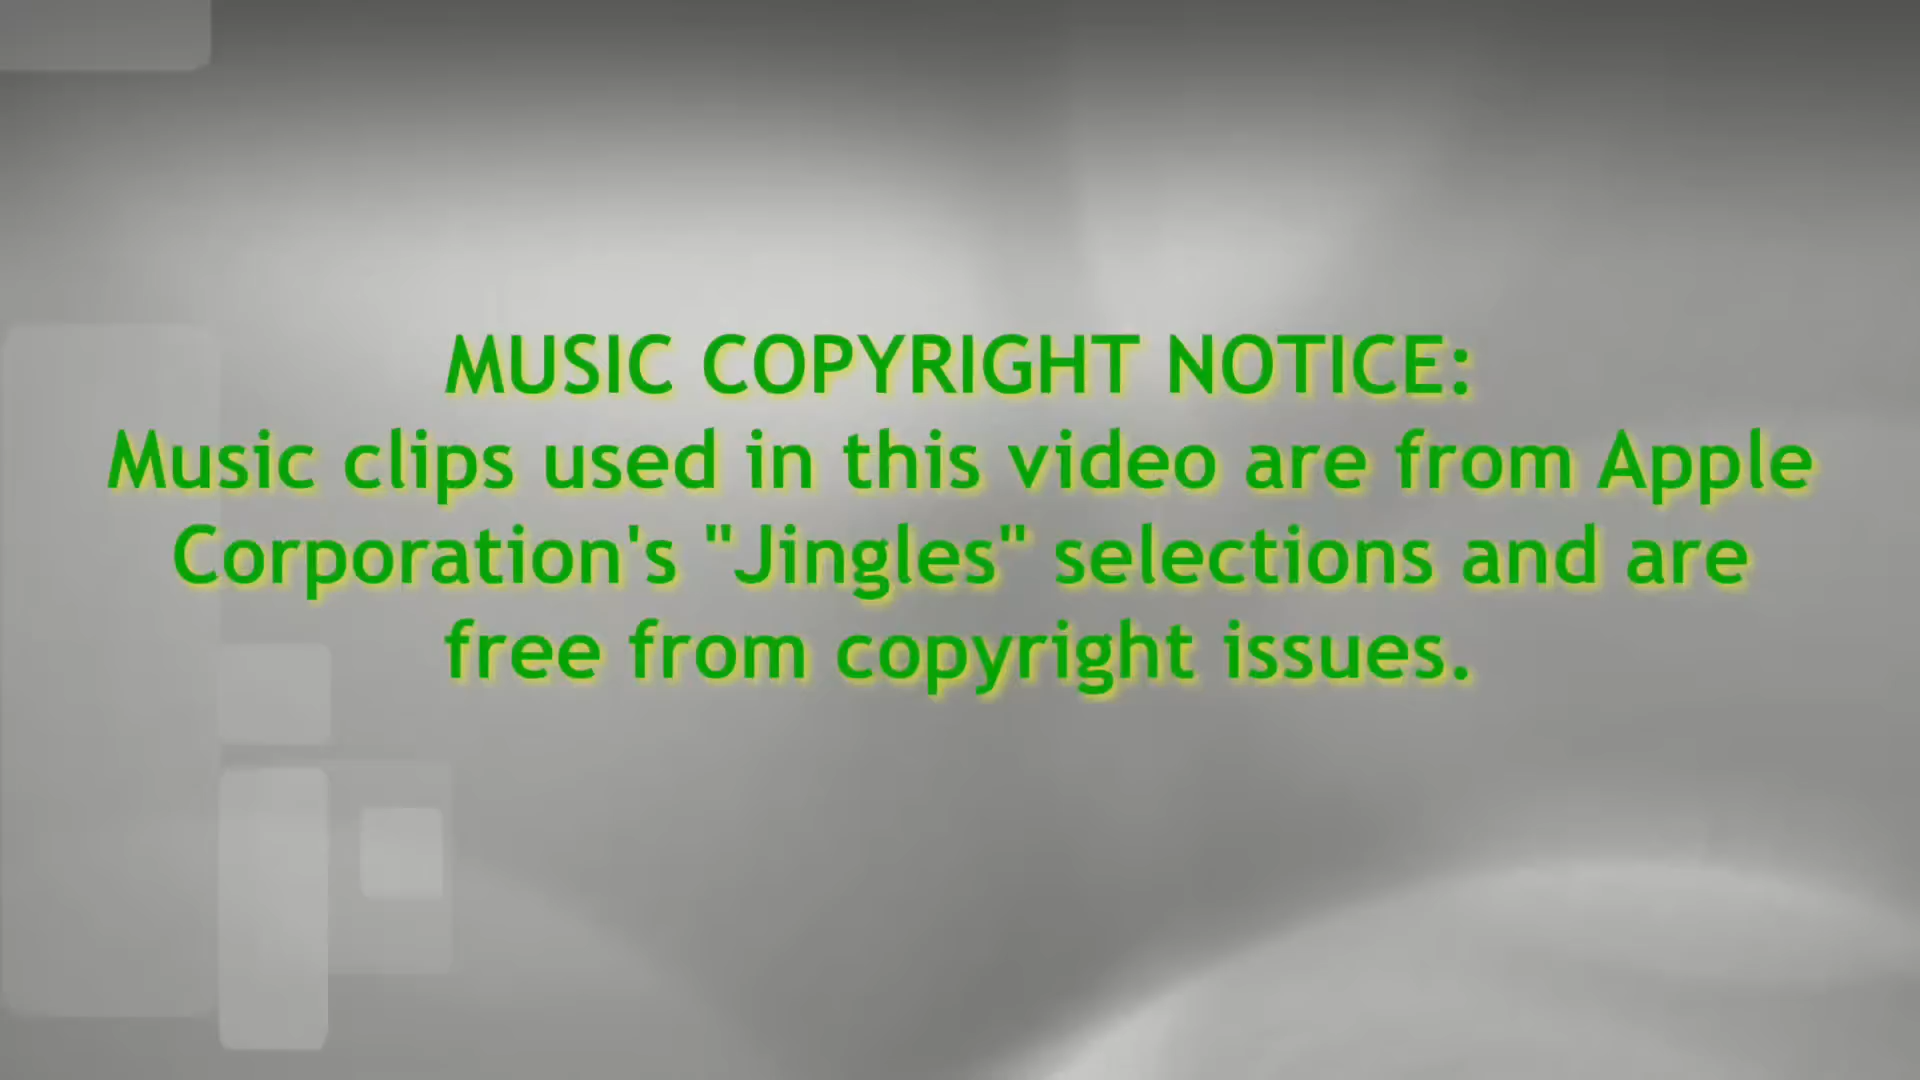 MUSIC COPYRIGHT NOTICE:
Music clips used in this video are from Apple
Corporation's "Jingles" selections and are
free from copyright issues.